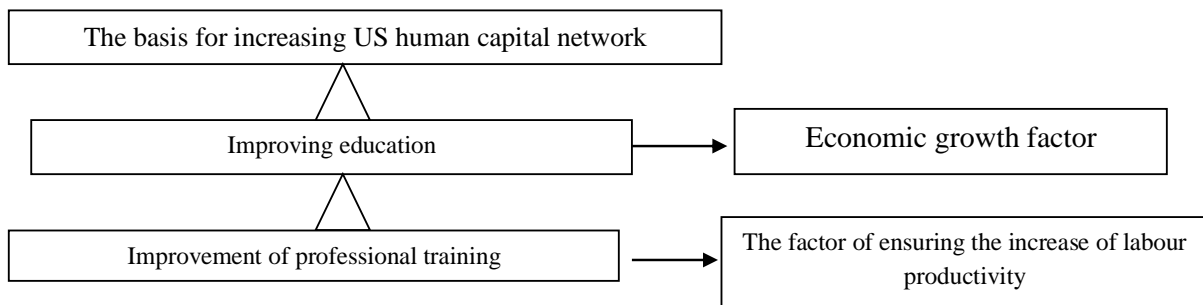 The basis for increasing US human capital network
Improving education
Economic growth factor
Improvement of professional training
The factor of ensuring the increase of labour
productivity